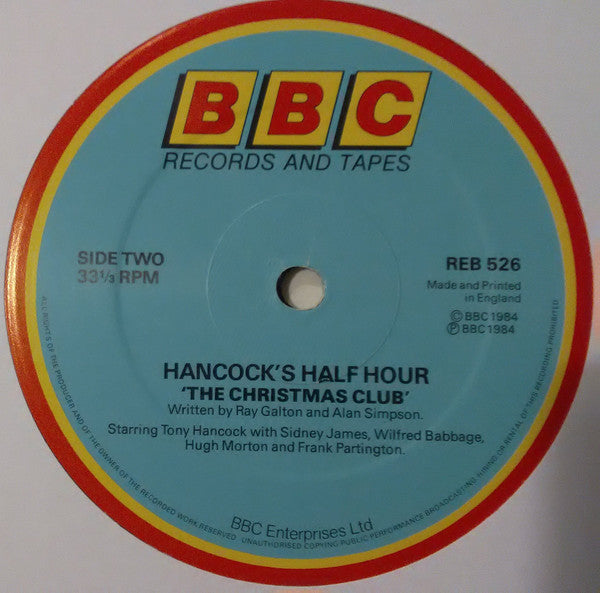 BBC
RECORDS AND TAPES
SIDE TWO
33 1/3 RPM
REB 526
Made and Printed
in England
© BBC 1984
℗ BBC 1984
HANCOCK'S HALF HOUR
'THE CHRISTMAS CLUB'
Written by Ray Galton and Alan Simpson.
Starring Tony Hancock with Sidney James, Wilfred Babbage,
Hugh Morton and Frank Partington.
BBC Enterprises Ltd
ALL RIGHTS OF THE PRODUCER AND OF THE OWNER OF THE RECORDED WORK RESERVED UNAUTHORISED COPYING PUBLIC PERFORMANCE BROADCASTING HIRING OR RENTAL OF THIS RECORDING PROHIBITED